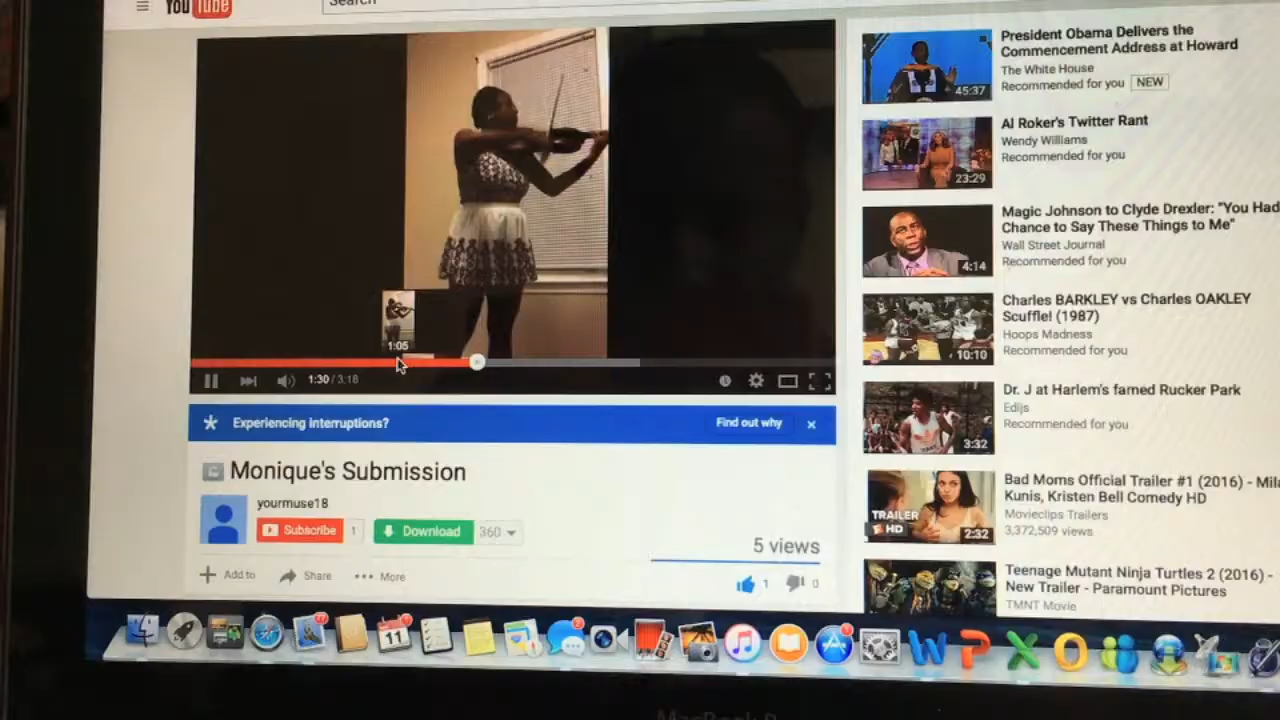 YouTube
Search
1:05
1:30 / 3:18
Experiencing interruptions?
Find out why
Monique's Submission
yourmuse18
Subscribe
1
Download
360
5 views
Add to
Share
More
1
0
President Obama Delivers the
Commencement Address at Howard
The White House
Recommended for you NEW
45:37
Al Roker's Twitter Rant
Wendy Williams
Recommended for you
23:29
Magic Johnson to Clyde Drexler: "You Had
Chance to Say These Things to Me"
Wall Street Journal
Recommended for you
4:14
Charles BARKLEY vs Charles OAKLEY
Scuffle! (1987)
Hoops Madness
Recommended for you
10:10
Dr. J at Harlem's famed Rucker Park
Edijs
Recommended for you
3:32
Bad Moms Official Trailer #1 (2016) - Mila
Kunis, Kristen Bell Comedy HD
Movieclips Trailers
3,372,509 views
TRAILER
HD
2:32
Teenage Mutant Ninja Turtles 2 (2016) -
New Trailer - Paramount Pictures
TMNT Movie
11
W P X O